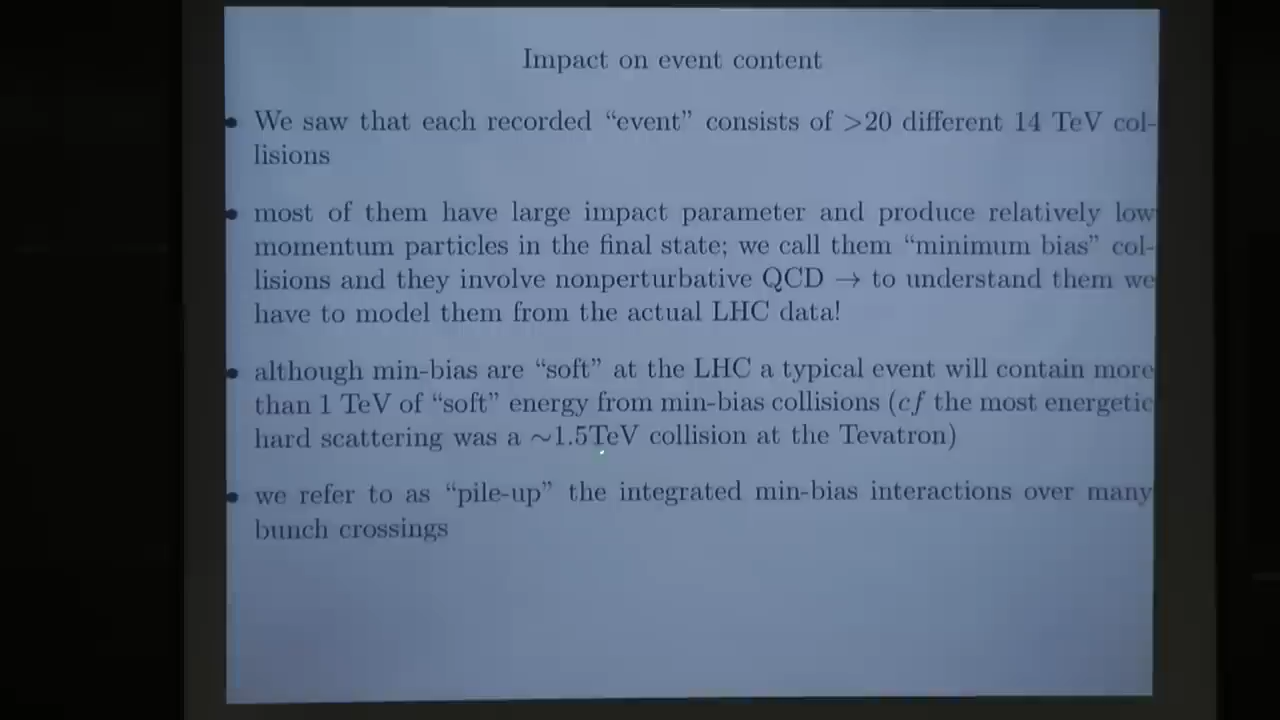 Impact on event content
• We saw that each recorded “event” consists of >20 different 14 TeV col-
lisions
• most of them have large impact parameter and produce relatively low
momentum particles in the final state; we call them “minimum bias” col-
lisions and they involve nonperturbative QCD → to understand them we
have to model them from the actual LHC data!
• although min-bias are “soft” at the LHC a typical event will contain more
than 1 TeV of “soft” energy from min-bias collisions (cf the most energetic
hard scattering was a ∼1.5TeV collision at the Tevatron)
• we refer to as “pile-up” the integrated min-bias interactions over many
bunch crossings